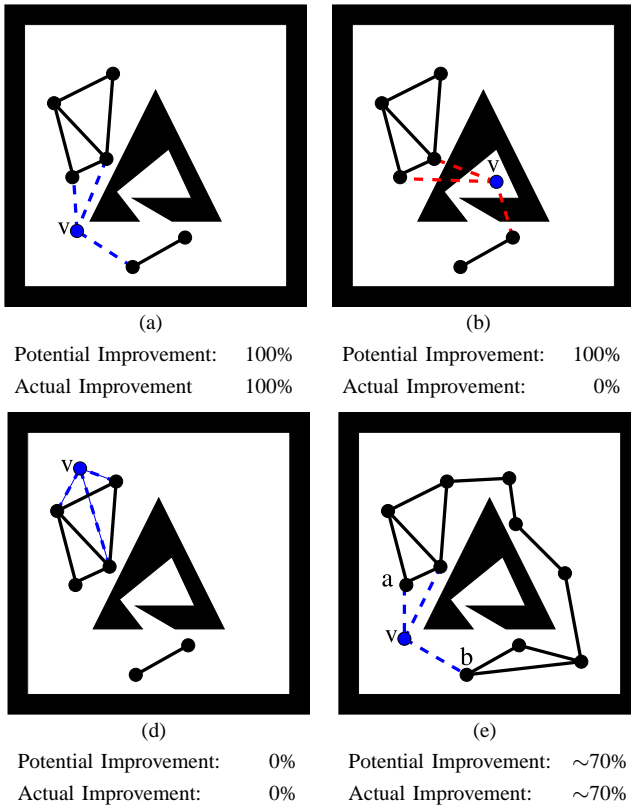 v
v
(a)
(b)
Potential Improvement: 100%
Potential Improvement: 100%
Actual Improvement 100%
Actual Improvement: 0%
v
a
v
b
(d)
(e)
Potential Improvement: 0%
Potential Improvement: ∼70%
Actual Improvement: 0%
Actual Improvement: ∼70%